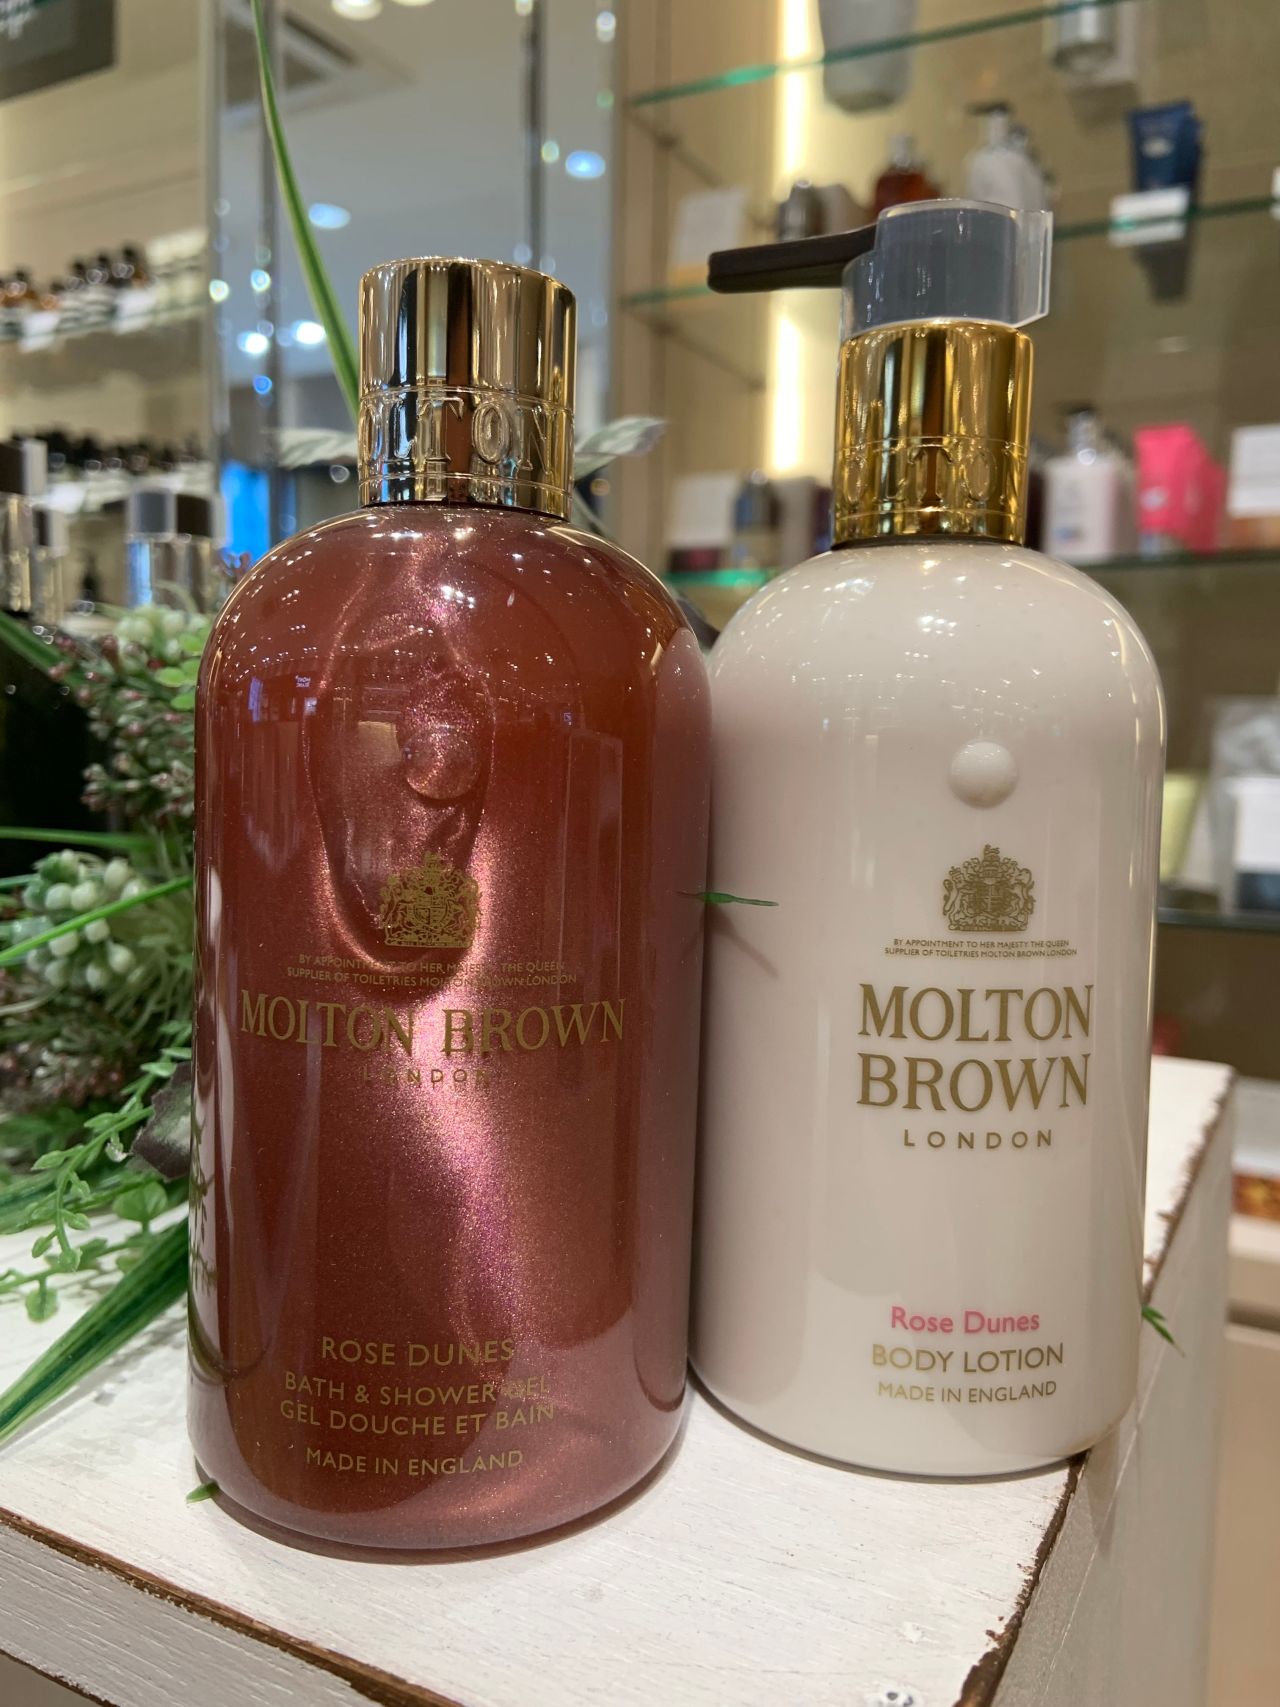 BY APPOINTMENT TO HER MAJESTY THE QUEEN
SUPPLIER OF TOILETRIES MOLTON BROWN LONDON
MOLTON BROWN
LONDON
ROSE DUNES
BATH & SHOWER GEL
GEL DOUCHE ET BAIN
MADE IN ENGLAND
BY APPOINTMENT TO HER MAJESTY THE QUEEN
SUPPLIER OF TOILETRIES MOLTON BROWN LONDON
MOLTON
BROWN
LONDON
Rose Dunes
BODY LOTION
MADE IN ENGLAND